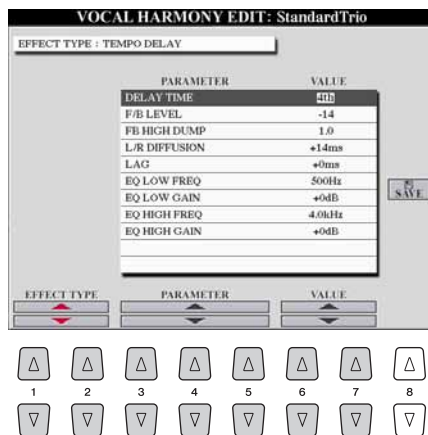 VOCAL HARMONY EDIT: StandardTrio
EFFECT TYPE : TEMPO DELAY
PARAMETER VALUE
DELAY TIME 4th
F/B LEVEL -14
FB HIGH DUMP 1.0
L/R DIFFUSION +14ms
LAG +0ms
EQ LOW FREQ 500Hz
EQ LOW GAIN +0dB
EQ HIGH FREQ 4.0kHz
EQ HIGH GAIN +0dB
SAVE
EFFECT TYPE PARAMETER VALUE
1 2 3 4 5 6 7 8